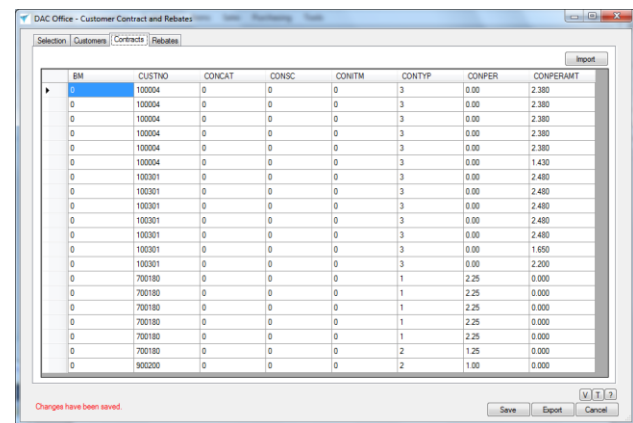 DAC Office - Customer Contract and Rebates
Selection Customers Contracts Rebates
Import
BM CUSTNO CONCAT CONSC CONITM CONTYP CONPER CONPERAMT
0 100004 0 0 0 3 0.00 2.380
0 100004 0 0 0 3 0.00 2.380
0 100004 0 0 0 3 0.00 2.380
0 100004 0 0 0 3 0.00 2.380
0 100004 0 0 0 3 0.00 2.380
0 100004 0 0 0 3 0.00 1.430
0 100301 0 0 0 3 0.00 2.480
0 100301 0 0 0 3 0.00 2.480
0 100301 0 0 0 3 0.00 2.480
0 100301 0 0 0 3 0.00 2.480
0 100301 0 0 0 3 0.00 2.480
0 100301 0 0 0 3 0.00 1.650
0 100301 0 0 0 3 0.00 2.200
0 700180 0 0 0 1 2.25 0.000
0 700180 0 0 0 1 2.25 0.000
0 700180 0 0 0 1 2.25 0.000
0 700180 0 0 0 1 2.25 0.000
0 700180 0 0 0 1 2.25 0.000
0 700180 0 0 0 2 1.25 0.000
0 900200 0 0 0 2 1.00 0.000
V T ?
Changes have been saved.
Save Export Cancel